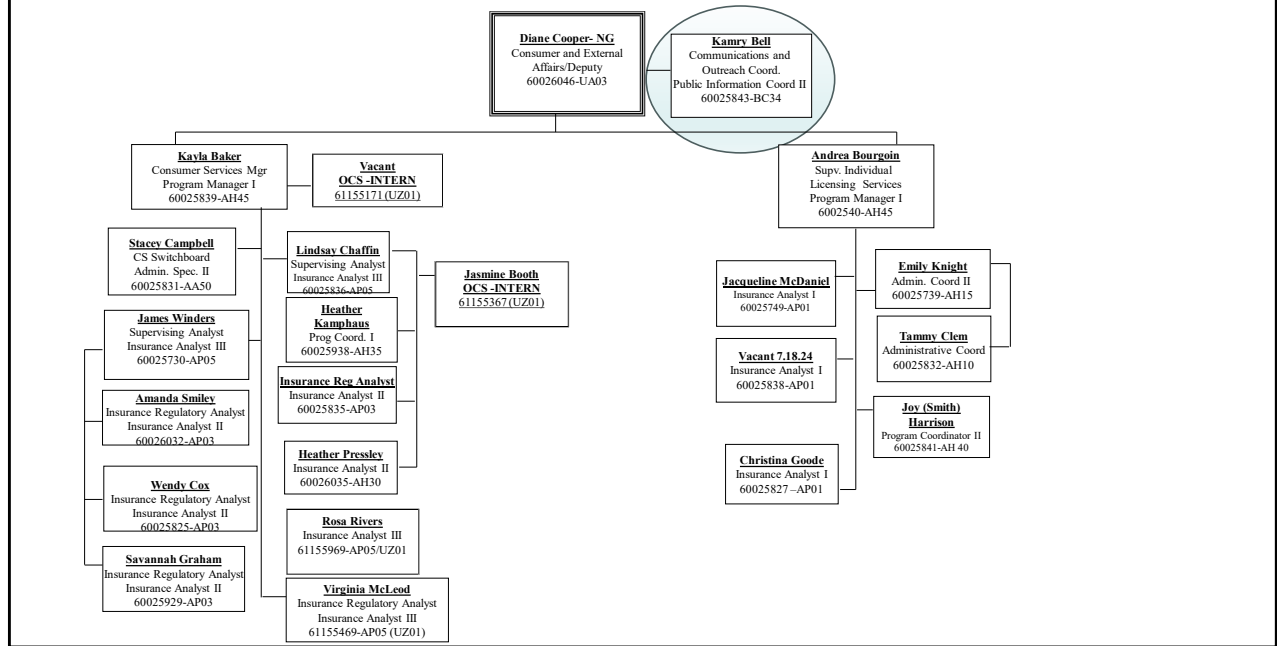 Diane Cooper- NG
Consumer and External
Affairs/Deputy
60026046-UA03
Kamry Bell
Communications and
Outreach Coord.
Public Information Coord II
60025843-BC34
Kayla Baker
Consumer Services Mgr
Program Manager I
60025839-AH45
Vacant
OCS -INTERN
61155171(UZ01)
Andrea Bourgoin
Supv. Individual
Licensing Services
Program Manager I
6002540-AH45
Stacey Campbell
CS Switchboard
Admin. Spec. II
60025831-AA50
Lindsay Chaffin
Supervising Analyst
Insurance Analyst III
60025836-AP05
Jasmine Booth
OCS -INTERN
61155367(UZ01)
Heather
Kamphaus
Prog Coord. I
60025938-AH35
James Winders
Supervising Analyst
Insurance Analyst III
60025730-AP05
Insurance Reg Analyst
Insurance Analyst II
60025835-AP03
Amanda Smiley
Insurance Regulatory Analyst
Insurance Analyst II
60026032-AP03
Heather Pressley
Insurance Analyst II
60026035-AH30
Wendy Cox
Insurance Regulatory Analyst
Insurance Analyst II
60025825-AP03
Rosa Rivers
Insurance Analyst III
61155969-AP05/UZ01
Savannah Graham
Insurance Regulatory Analyst
Insurance Analyst II
60025929-AP03
Virginia McLeod
Insurance Regulatory Analyst
Insurance Analyst III
61155469-AP05 (UZ01)
Jacqueline McDaniel
Insurance Analyst I
60025749-AP01
Emily Knight
Admin. Coord II
60025739-AH15
Vacant 7.18.24
Insurance Analyst I
60025838-AP01
Tammy Clem
Administrative Coord
60025832-AH10
Joy (Smith)
Harrison
Program Coordinator II
60025841-AH 40
Christina Goode
Insurance Analyst I
60025827 –AP01